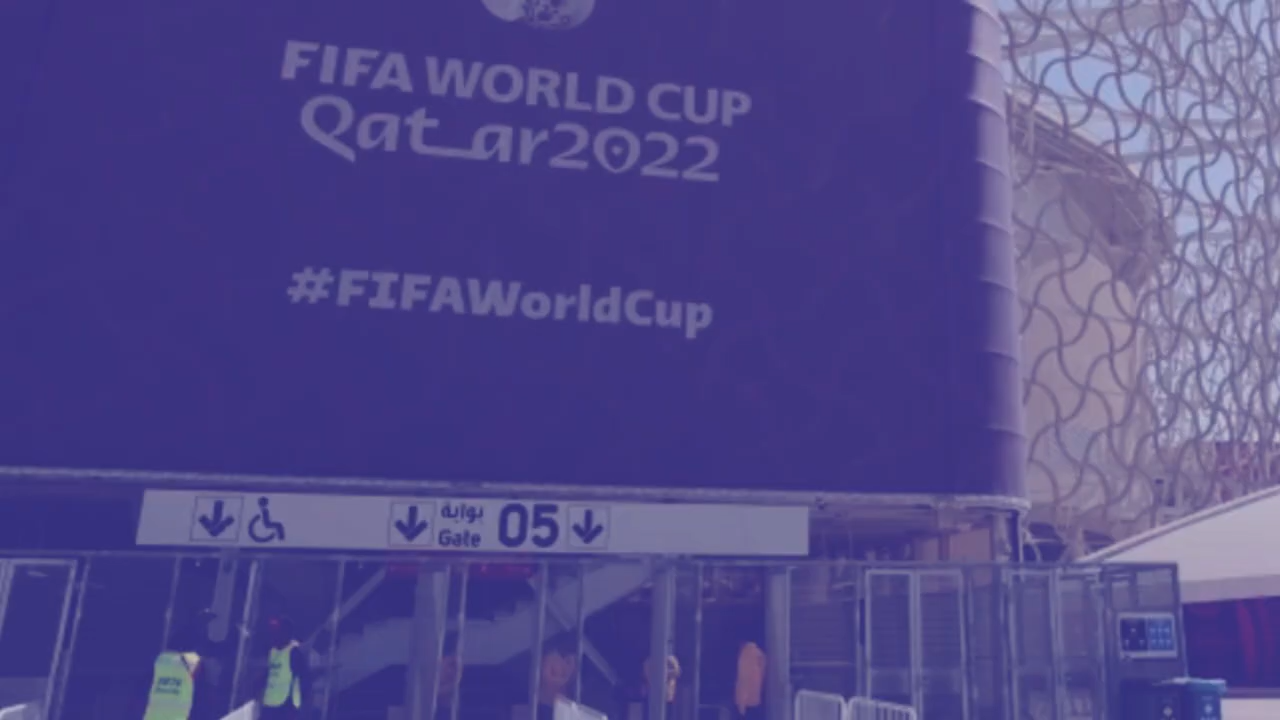 FIFA WORLD CUP
Qatar2022
#FIFAWorldCup
بوابة
Gate 05